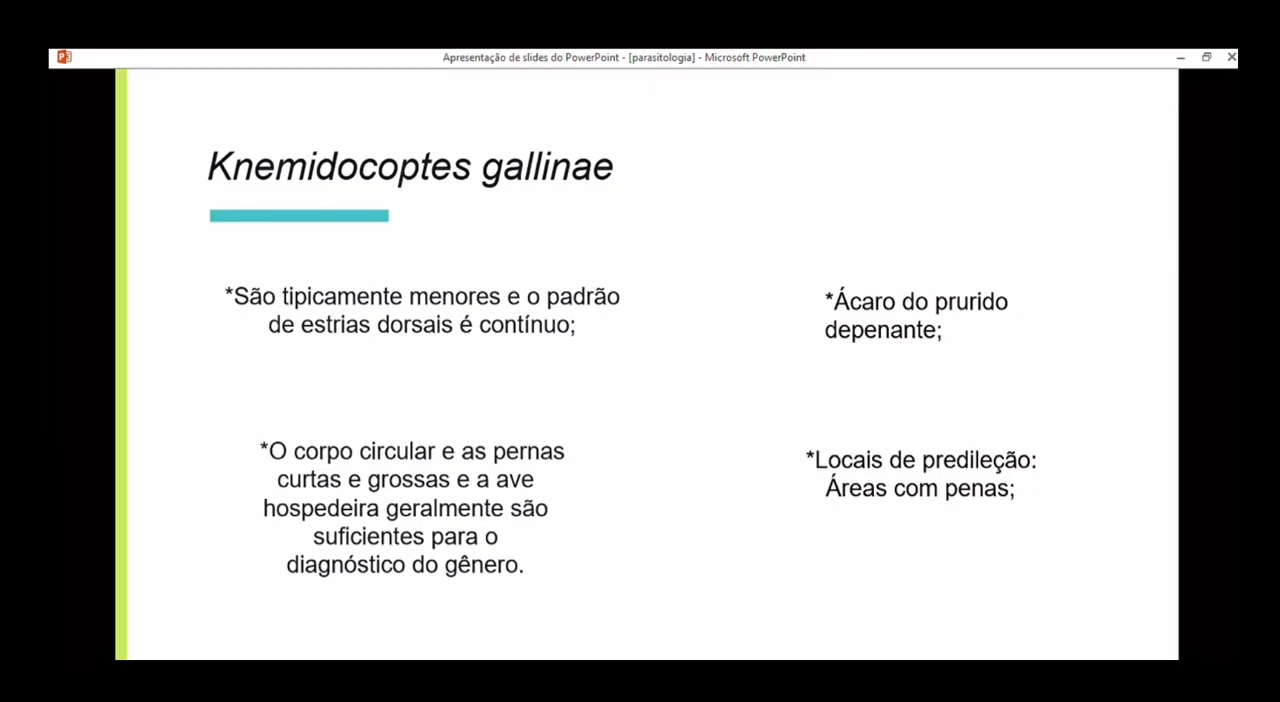 Apresentação de slides do PowerPoint - [parasitologia] - Microsoft PowerPoint
Knemidocoptes gallinae
*São tipicamente menores e o padrão
de estrias dorsais é contínuo;
*Ácaro do prurido
depenante;
*O corpo circular e as pernas
curtas e grossas e a ave
hospedeira geralmente são
suficientes para o
diagnóstico do gênero.
*Locais de predileção:
Áreas com penas;